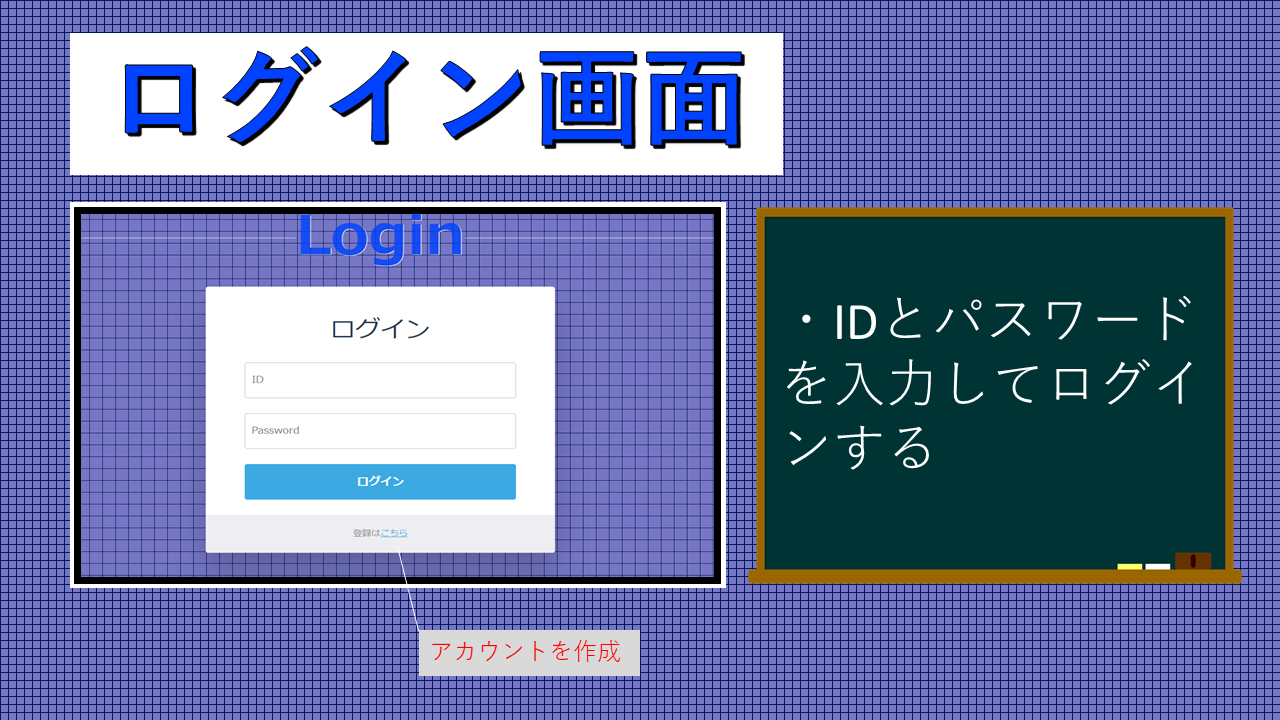 ログイン画面
Login
ログイン
ID
Password
ログイン
登録はこちら
アカウントを作成
・IDとパスワード
を入力してログイ
ンする